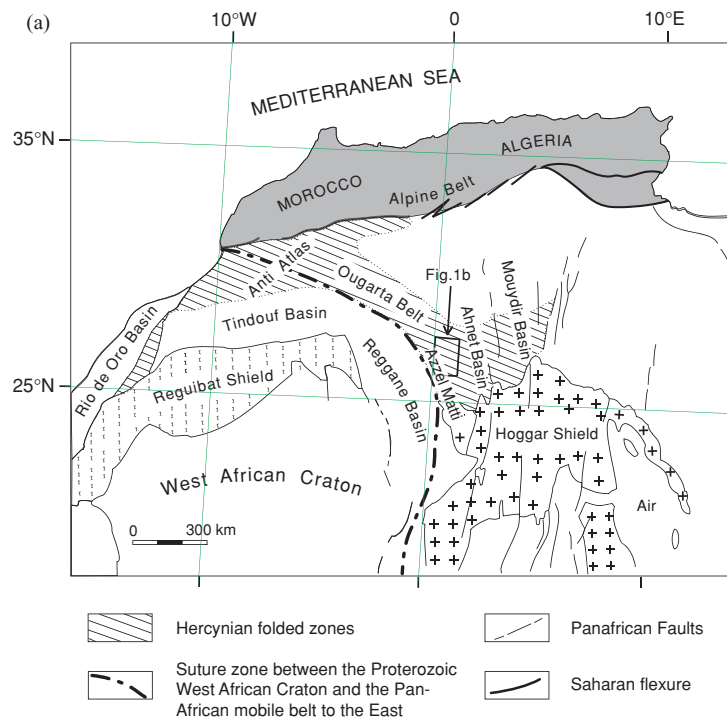 (a)
10°W
0
10°E
MEDITERRANEAN SEA
35°N
ALGERIA
MOROCCO
Alpine Belt
Anti Atlas
Ougarta Belt
Fig.1b
Mouydir Basin
Ahnet Basin
Rio de Oro Basin
Tindouf Basin
Reggane Basin
Azzel Matti
25°N
Reguibat Shield
Hoggar Shield
West African Craton
Air
0 300 km
Hercynian folded zones
Panafrican Faults
Suture zone between the Proterozoic
West African Craton and the Pan-
African mobile belt to the East
Saharan flexure